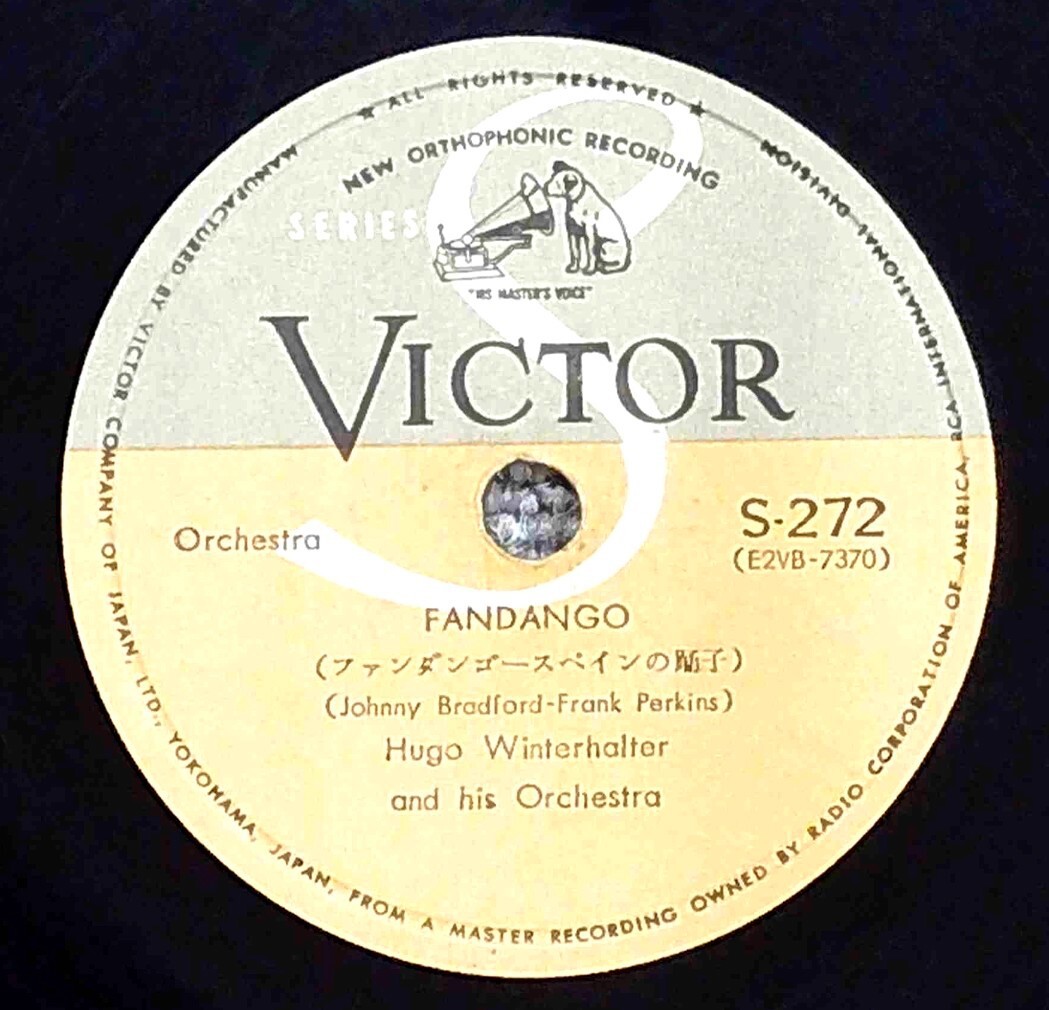 ★ ALL RIGHTS RESERVED ★
NEW ORTHOPHONIC RECORDING
SERIES S
"HIS MASTER'S VOICE"
VICTOR
Orchestra
S-272
(E2VB-7370)
FANDANGO
(ファンダンゴースペインの踊子)
(Johnny Bradford-Frank Perkins)
Hugo Winterhalter
and his Orchestra
MANUFACTURED BY VICTOR COMPANY OF JAPAN, LTD., YOKOHAMA, JAPAN, FROM A MASTER RECORDING OWNED BY RADIO CORPORATION OF AMERICA, RCA INTERNATIONAL DIVISION